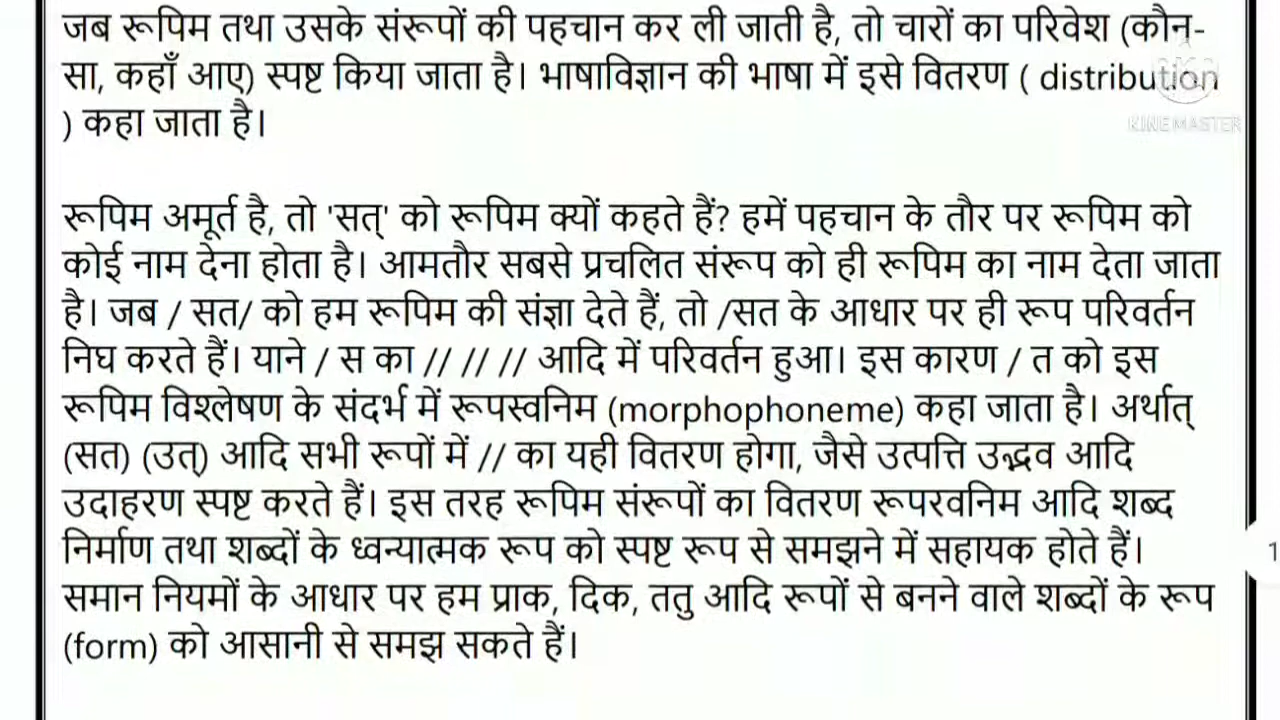 जब रूपिम तथा उसके संरूपों की पहचान कर ली जाती है, तो चारों का परिवेश (कौन-
सा, कहाँ आए) स्पष्ट किया जाता है। भाषाविज्ञान की भाषा में इसे वितरण ( distribution
) कहा जाता है।
KINEMASTER
रूपिम अमूर्त है, तो 'सत्' को रूपिम क्यों कहते हैं? हमें पहचान के तौर पर रूपिम को
कोई नाम देना होता है। आमतौर सबसे प्रचलित संरूप को ही रूपिम का नाम देता जाता
है। जब / सत/ को हम रूपिम की संज्ञा देते हैं, तो /सत के आधार पर ही रूप परिवर्तन
निघ करते हैं। याने / स का // // // आदि में परिवर्तन हुआ। इस कारण / त को इस
रूपिम विश्लेषण के संदर्भ में रूपस्वनिम (morphophoneme) कहा जाता है। अर्थात्
(सत) (उत्) आदि सभी रूपों में // का यही वितरण होगा, जैसे उत्पत्ति उद्भव आदि
उदाहरण स्पष्ट करते हैं। इस तरह रूपिम संरूपों का वितरण रूपरवनिम आदि शब्द
निर्माण तथा शब्दों के ध्वन्यात्मक रूप को स्पष्ट रूप से समझने में सहायक होते हैं।
1
समान नियमों के आधार पर हम प्राक, दिक, ततु आदि रूपों से बनने वाले शब्दों के रूप
(form) को आसानी से समझ सकते हैं।